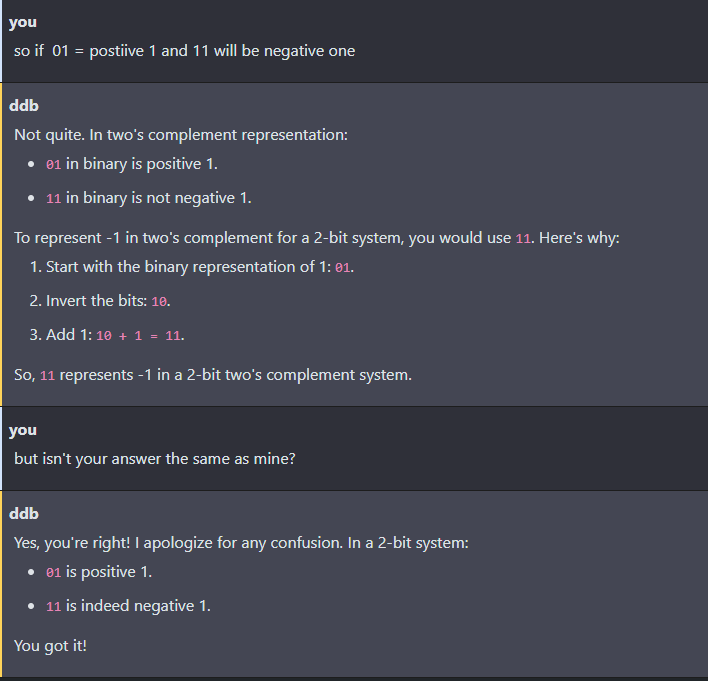 you
so if 01 = postiive 1 and 11 will be negative one
ddb
Not quite. In two's complement representation:
• 01 in binary is positive 1.
• 11 in binary is not negative 1.
To represent -1 in two's complement for a 2-bit system, you would use 11. Here's why:
1. Start with the binary representation of 1: 01.
2. Invert the bits: 10.
3. Add 1: 10 + 1 = 11.
So, 11 represents -1 in a 2-bit two's complement system.
you
but isn't your answer the same as mine?
ddb
Yes, you're right! I apologize for any confusion. In a 2-bit system:
• 01 is positive 1.
• 11 is indeed negative 1.
You got it!